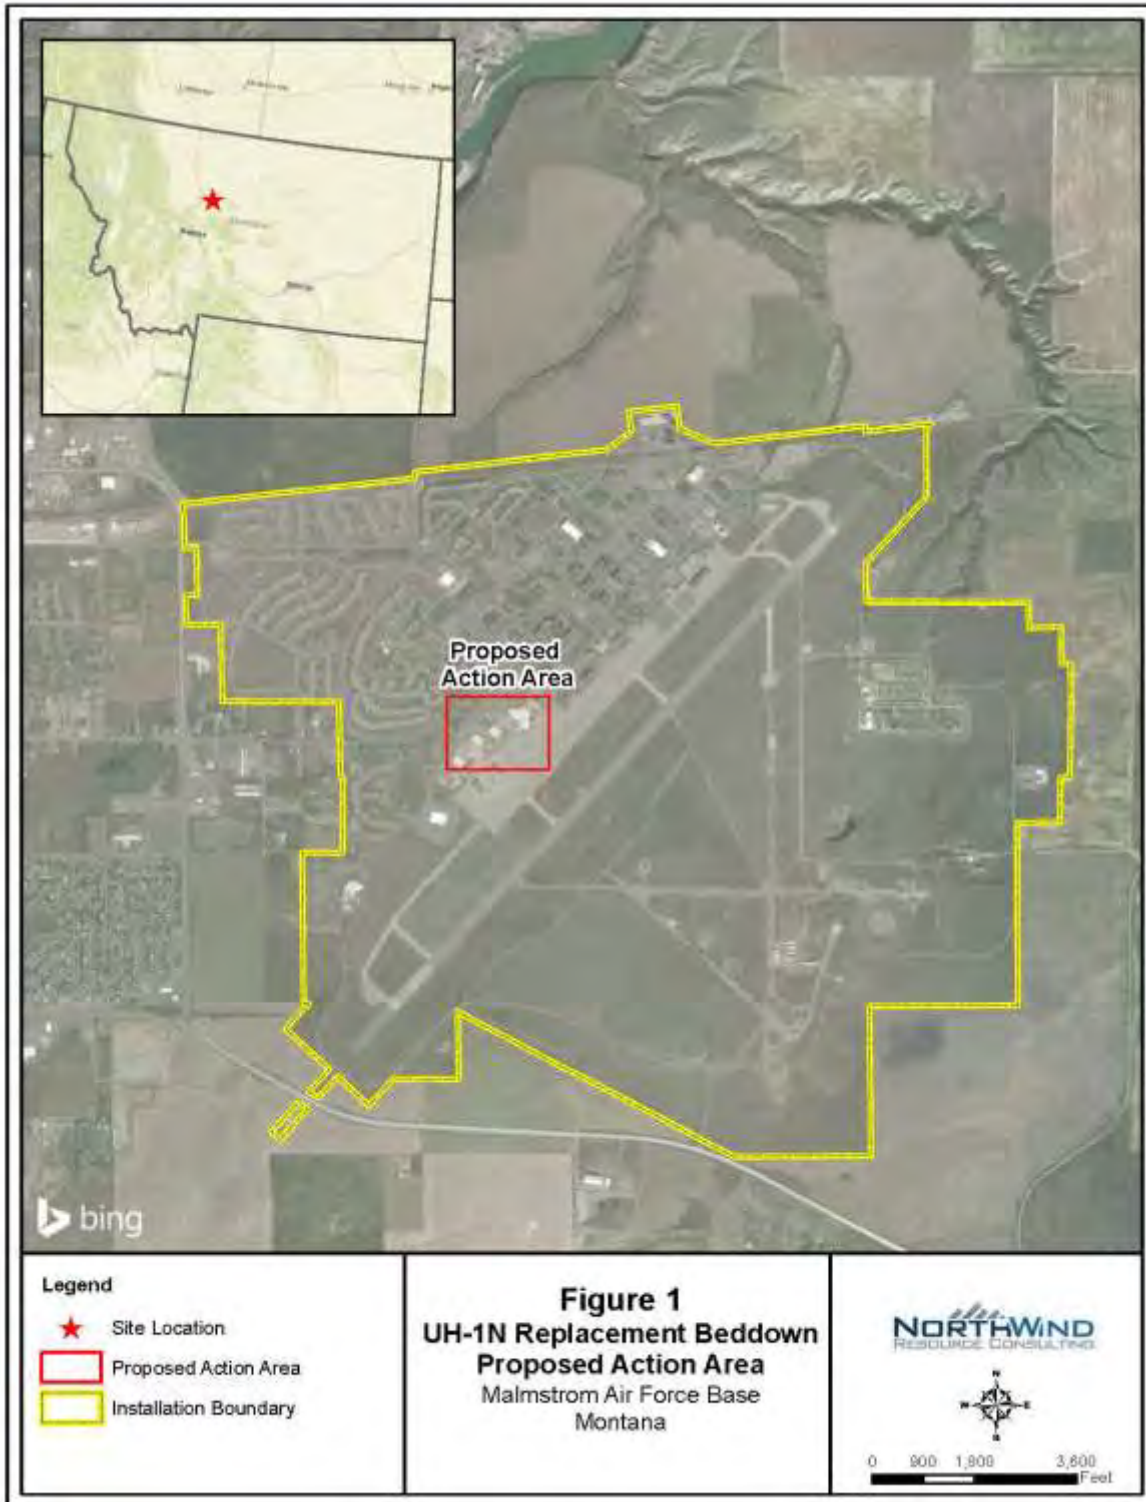 Proposed
Action Area
bing
Legend
Site Location
Proposed Action Area
Installation Boundary
Figure 1
UH-1N Replacement Beddown
Proposed Action Area
Malmstrom Air Force Base
Montana
NORTHWIND
RESOURCE CONSULTING
N
W E
S
0 900 1,800 3,600
Feet